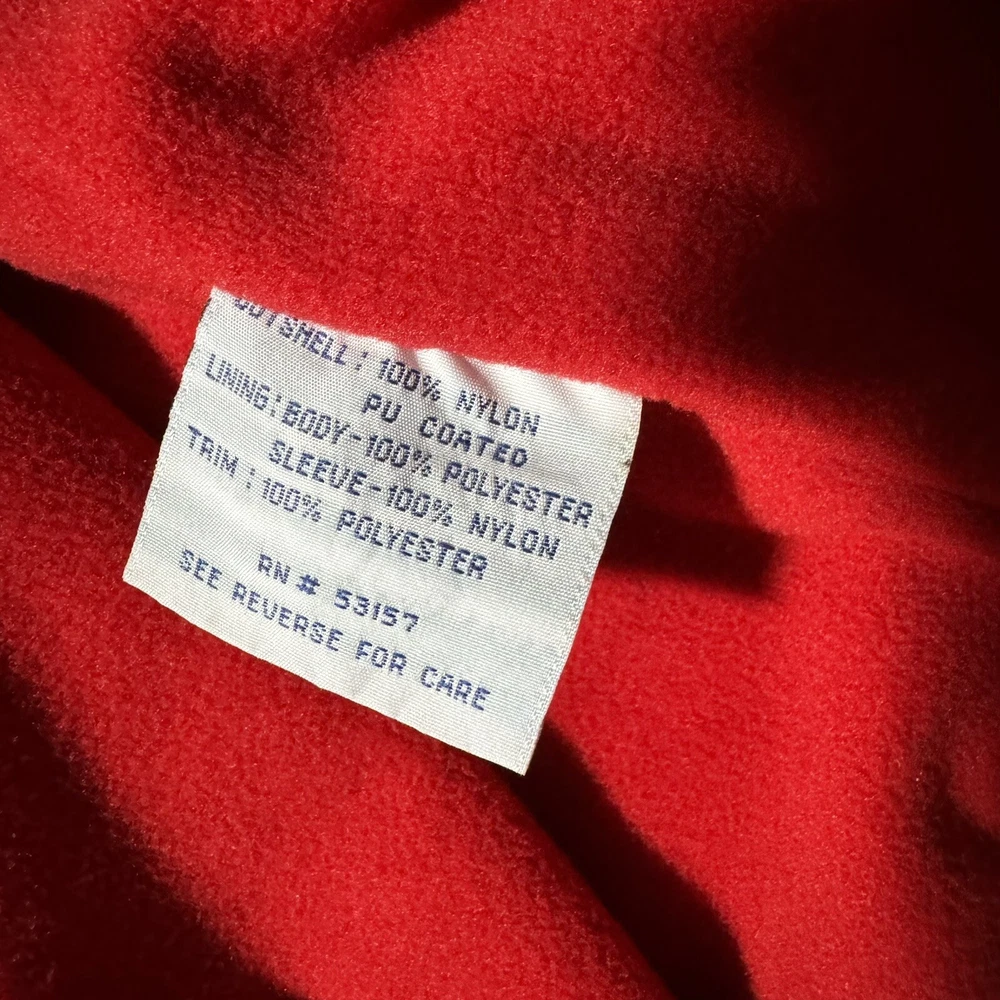 OUTSHELL: 100% NYLON
PU COATED
LINING: BODY-100% POLYESTER
SLEEVE-100% NYLON
TRIM: 100% POLYESTER
RN # 53157
SEE REVERSE FOR CARE